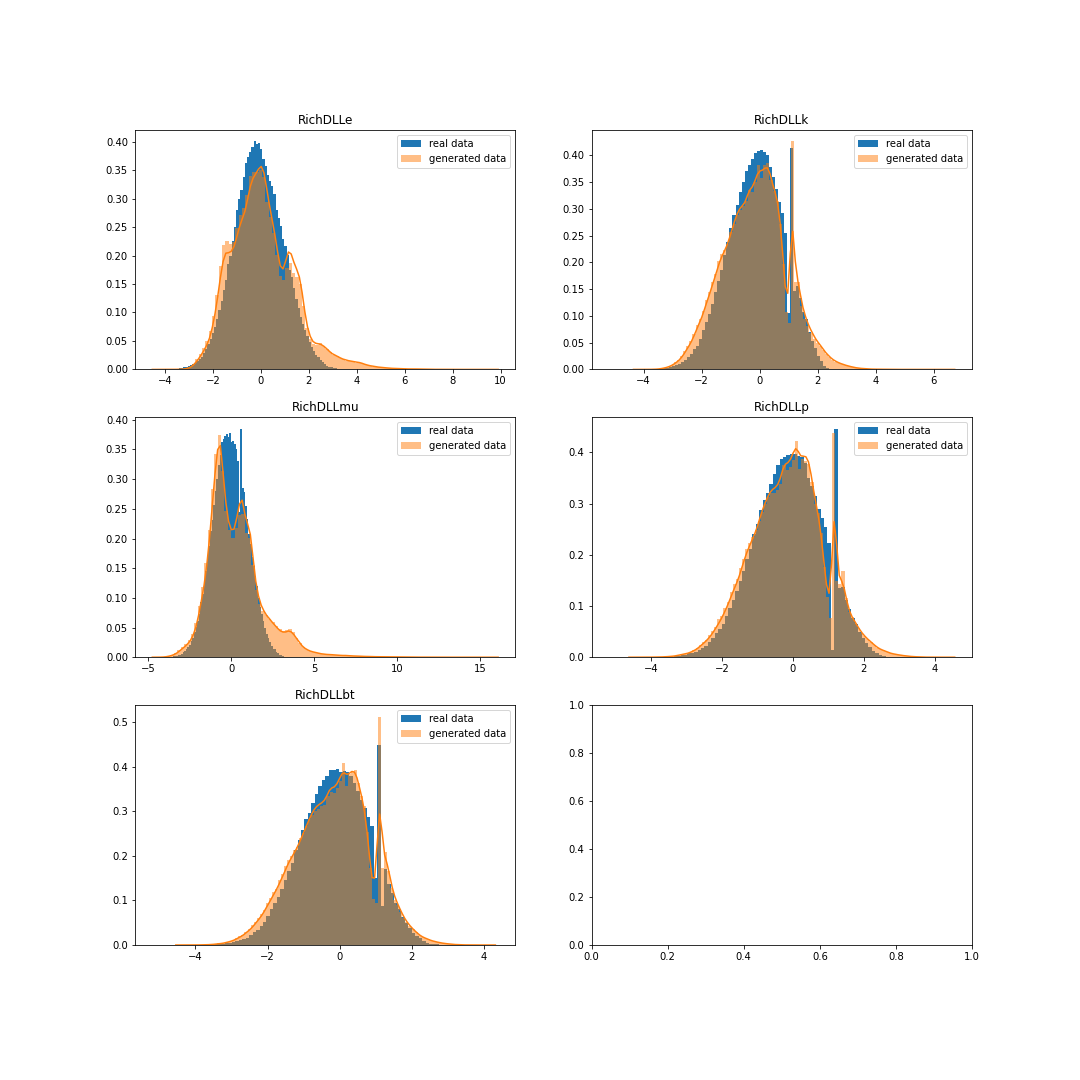 RichDLLe
real data
generated data
0.40
0.35
0.30
0.25
0.20
0.15
0.10
0.05
0.00
−4 −2 0 2 4 6 8 10
RichDLLk
real data
generated data
0.40
0.35
0.30
0.25
0.20
0.15
0.10
0.05
0.00
−4 −2 0 2 4 6
RichDLLmu
real data
generated data
0.40
0.35
0.30
0.25
0.20
0.15
0.10
0.05
0.00
−5 0 5 10 15
RichDLLp
real data
generated data
0.4
0.3
0.2
0.1
0.0
−4 −2 0 2 4
RichDLLbt
real data
generated data
0.5
0.4
0.3
0.2
0.1
0.0
−4 −2 0 2 4
1.0
0.8
0.6
0.4
0.2
0.0
0.0 0.2 0.4 0.6 0.8 1.0